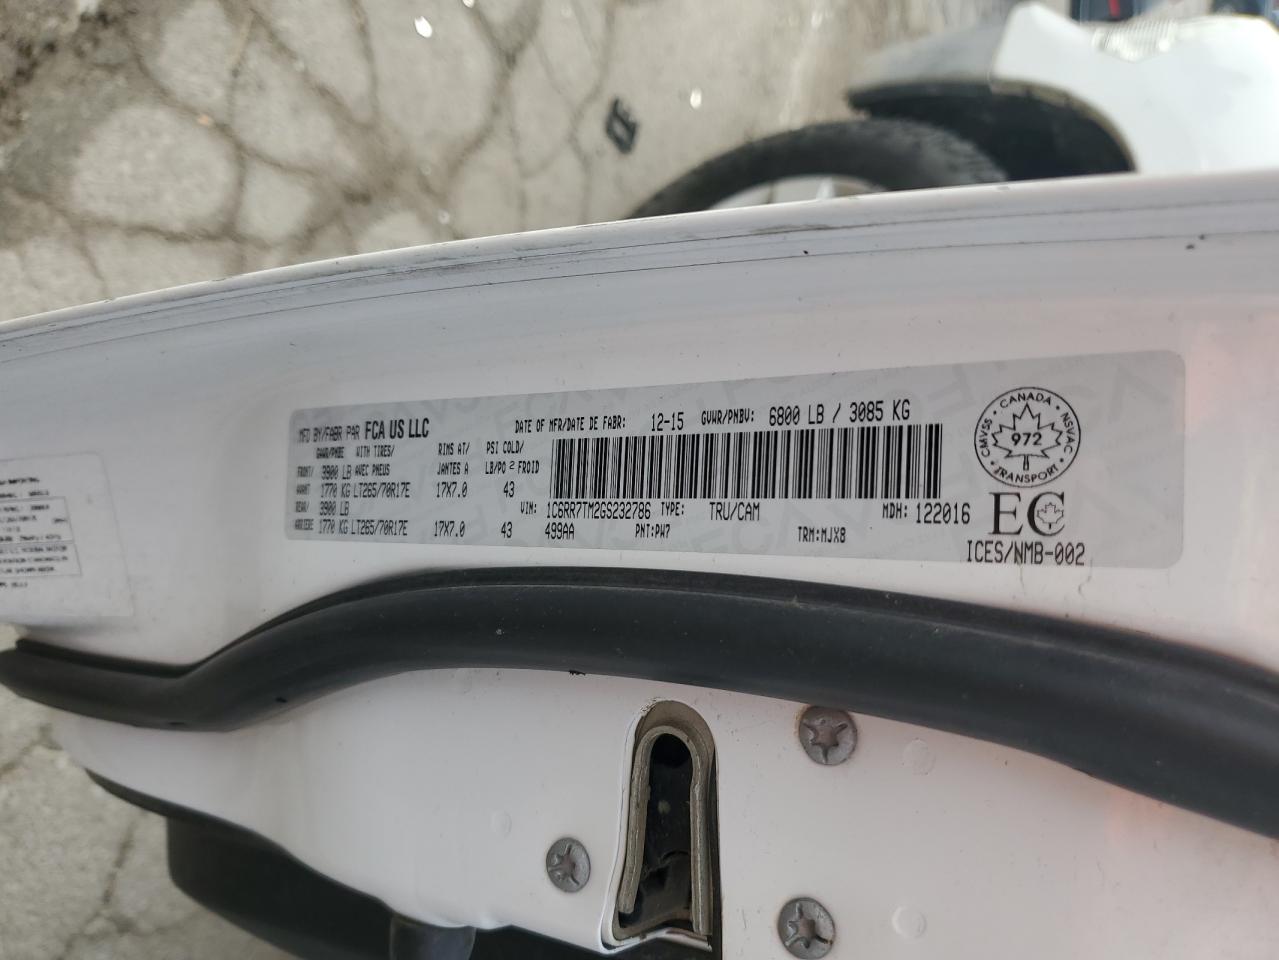 MFD BY/FABR PAR FCA US LLC
DATE OF MFR/DATE DE FABR: 12-15 GVWR/PNBV: 6800 LB / 3085 KG
GAWR/PNBE WITH TIRES/ RIMS AT/ PSI COLD/
FRONT/ 3900 LB AVEC PNEUS JANTES A LB/PO2 FROID
AVANT 1770 KG LT265/70R17E 17X7.0 43
REAR/ 3900 LB
ARRIERE 1770 KG LT265/70R17E 17X7.0 43
VIN: 1C6RR7TM2GS232786 TYPE: TRU/CAM MDH: 122016
499AA PNT:PW7 TRM:MJX8
CANADA
CMVSS NSVAC
972
TRANSPORT
EC
ICES/NMB-002